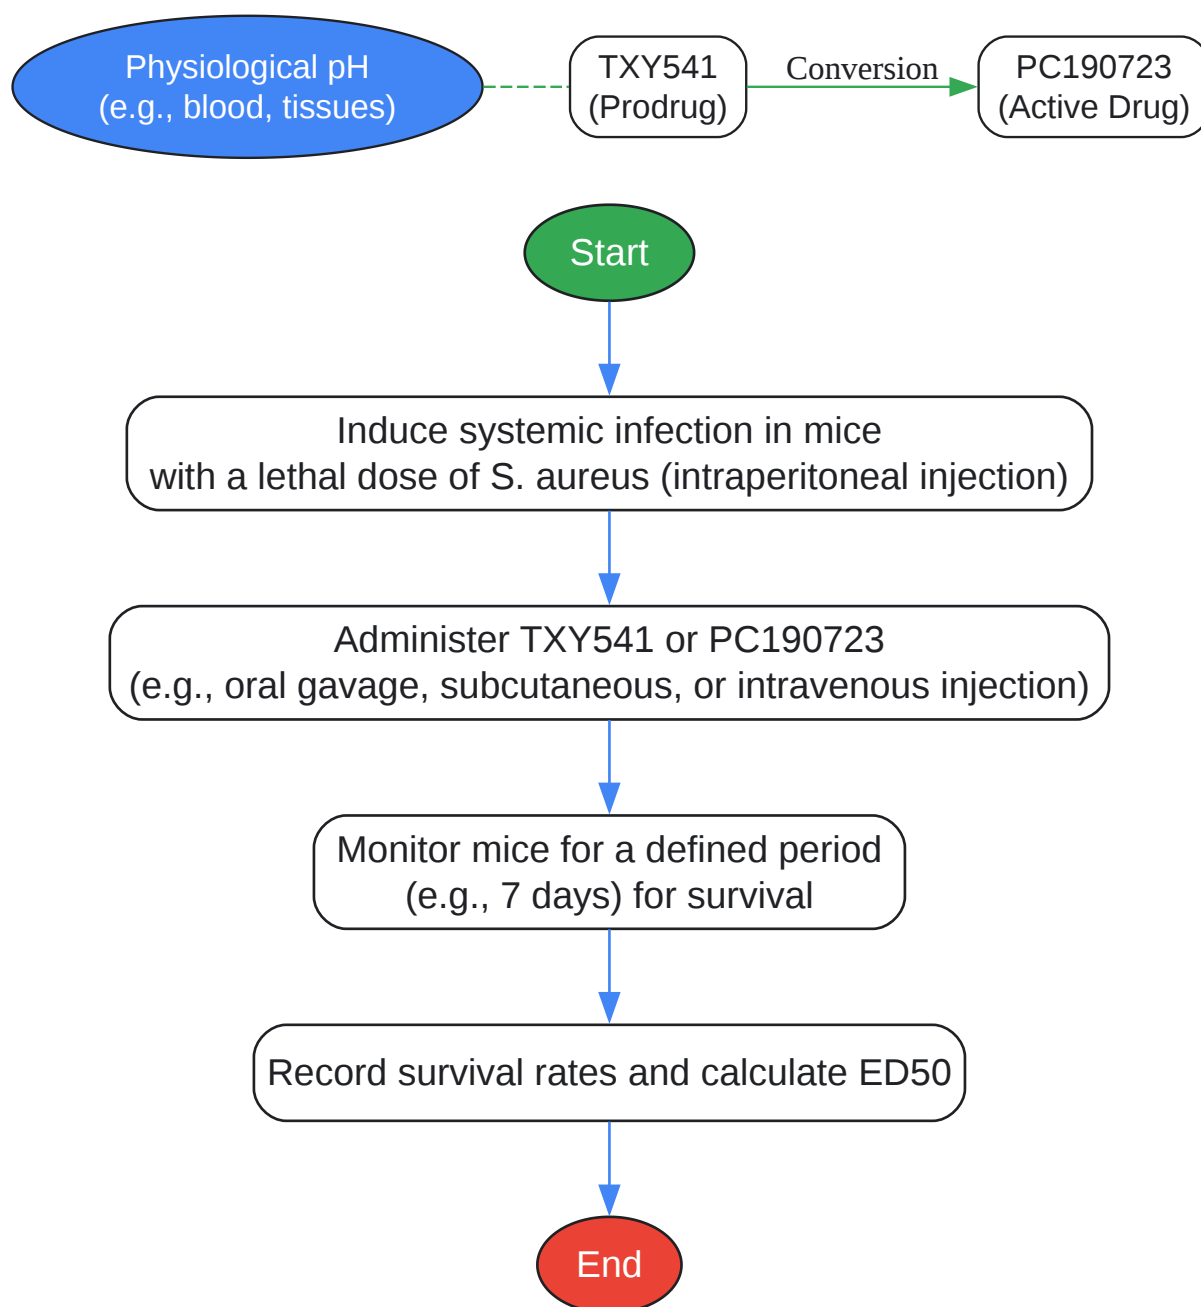 Physiological pH
(e.g., blood, tissues)
TXY541
(Prodrug)
Conversion
PC190723
(Active Drug)
Start
Induce systemic infection in mice
with a lethal dose of S. aureus (intraperitoneal injection)
Administer TXY541 or PC190723
(e.g., oral gavage, subcutaneous, or intravenous injection)
Monitor mice for a defined period
(e.g., 7 days) for survival
Record survival rates and calculate ED50
End